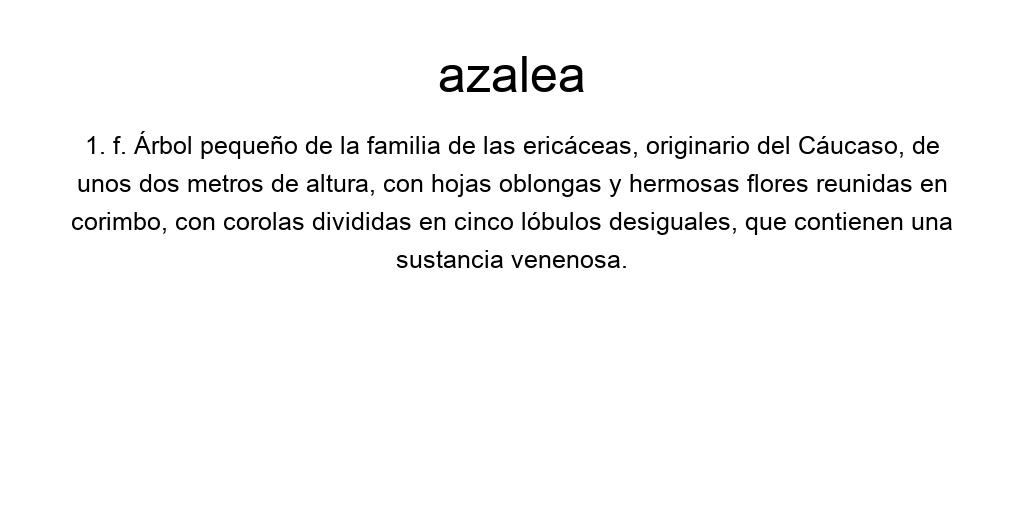 azalea
1. f. Árbol pequeño de la familia de las ericáceas, originario del Cáucaso, de
unos dos metros de altura, con hojas oblongas y hermosas flores reunidas en
corimbo, con corolas divididas en cinco lóbulos desiguales, que contienen una
sustancia venenosa.